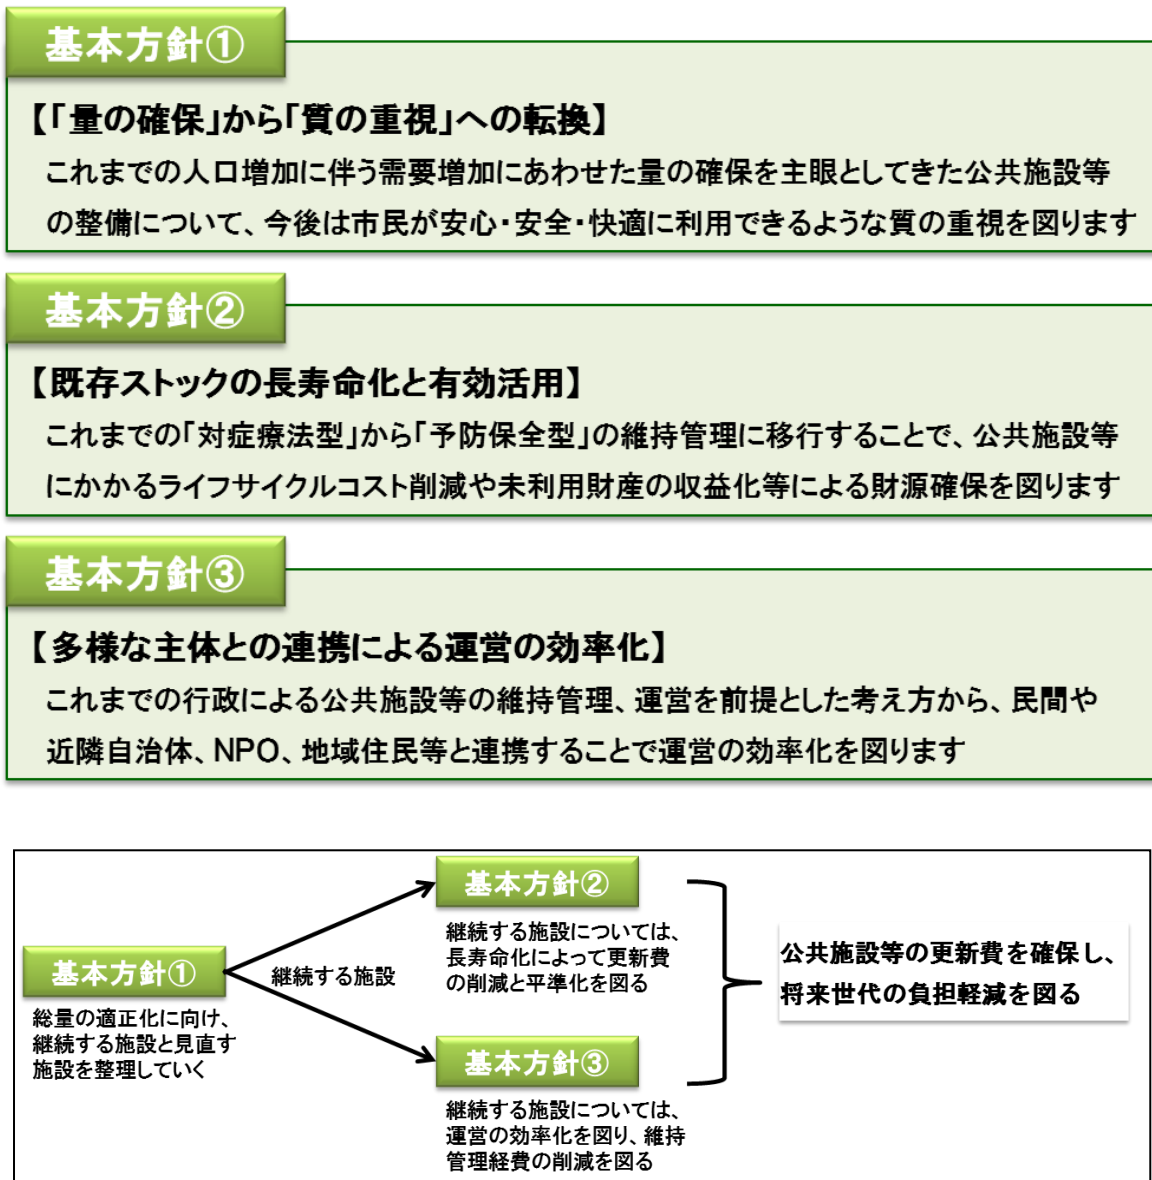 基本方針①
【「量の確保」から「質の重視」への転換】
これまでの人口増加に伴う需要増加にあわせた量の確保を主眼としてきた公共施設等
の整備について、今後は市民が安心・安全・快適に利用できるような質の重視を図ります
基本方針②
【既存ストックの長寿命化と有効活用】
これまでの「対症療法型」から「予防保全型」の維持管理に移行することで、公共施設等
にかかるライフサイクルコスト削減や未利用財産の収益化等による財源確保を図ります
基本方針③
【多様な主体との連携による運営の効率化】
これまでの行政による公共施設等の維持管理、運営を前提とした考え方から、民間や
近隣自治体、NPO、地域住民等と連携することで運営の効率化を図ります
基本方針①
総量の適正化に向け、
継続する施設と見直す
施設を整理していく
継続する施設
基本方針②
継続する施設については、
長寿命化によって更新費
の削減と平準化を図る
基本方針③
継続する施設については、
運営の効率化を図り、維持
管理経費の削減を図る
公共施設等の更新費を確保し、
将来世代の負担軽減を図る